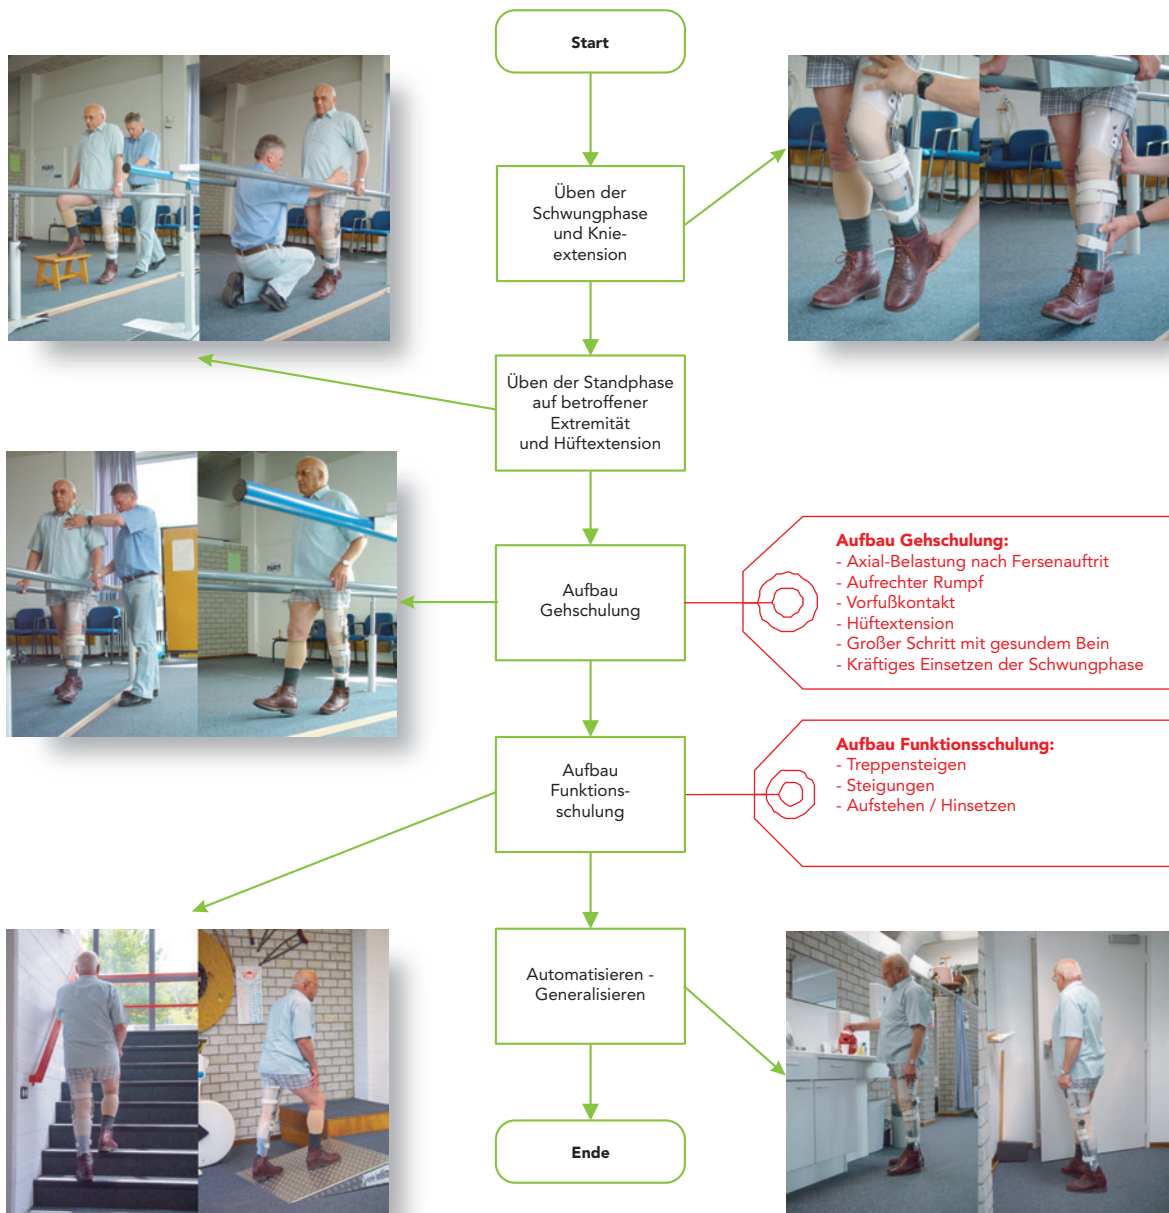 Start
Üben der
Schwungphase
und Knie-
extension
Üben der Standphase
auf betroffener
Extremität
und Hüftextension
Aufbau
Gehschulung
Aufbau Gehschulung:
- Axial-Belastung nach Fersenauftrit
- Aufrechter Rumpf
- Vorfußkontakt
- Hüftextension
- Großer Schritt mit gesundem Bein
- Kräftiges Einsetzen der Schwungphase
Aufbau
Funktions-
schulung
Aufbau Funktionsschulung:
- Treppensteigen
- Steigungen
- Aufstehen / Hinsetzen
Automatisieren -
Generalisieren
Ende